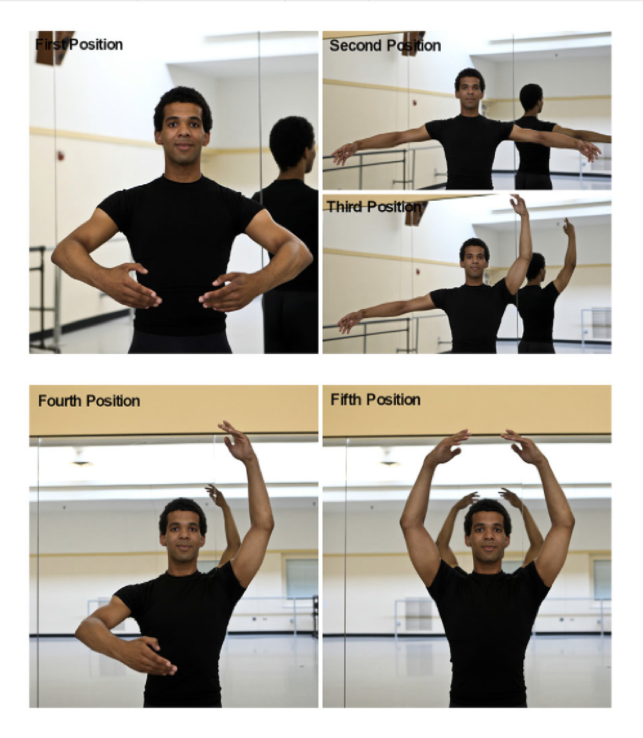 First Position
Second Position
Third Position
Fourth Position
Fifth Position